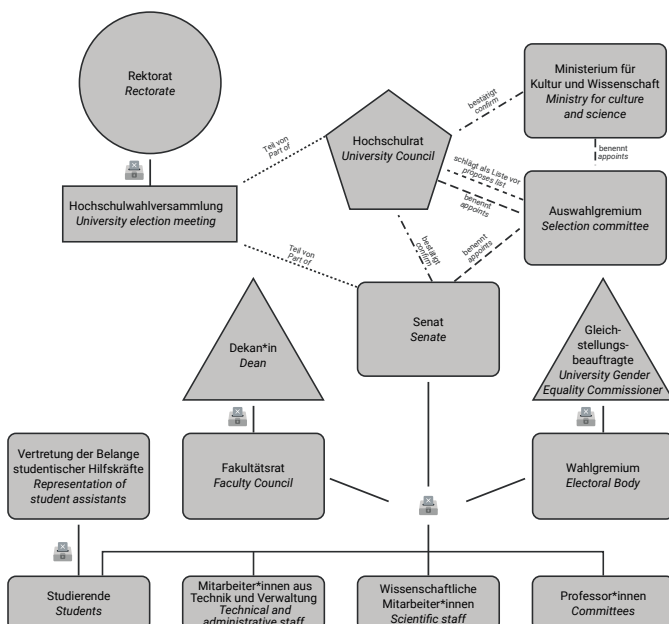 Rektorat
Rectorate
Ministerium für
Kultur und Wissenschaft
Ministry for culture
and science
Hochschulrat
University Council
bestätigt
confirm
Teil von
Part of
benennt
appoints
schlägt als Liste vor
proposes list
benennt
appoints
Hochschulwahlversammlung
University election meeting
Auswahlgremium
Selection committee
Teil von
Part of
bestätigt
confirm
benennt
appoints
Senat
Senate
Dekan*in
Dean
Gleich-
stellungs-
beauftragte
University Gender
Equality Commissioner
Vertretung der Belange
studentischer Hilfskräfte
Representation of
student assistants
Fakultätsrat
Faculty Council
Wahlgremium
Electoral Body
Studierende
Students
Mitarbeiter*innen aus
Technik und Verwaltung
Technical and
administrative staff
Wissenschaftliche
Mitarbeiter*innen
Scientific staff
Professor*innen
Committees